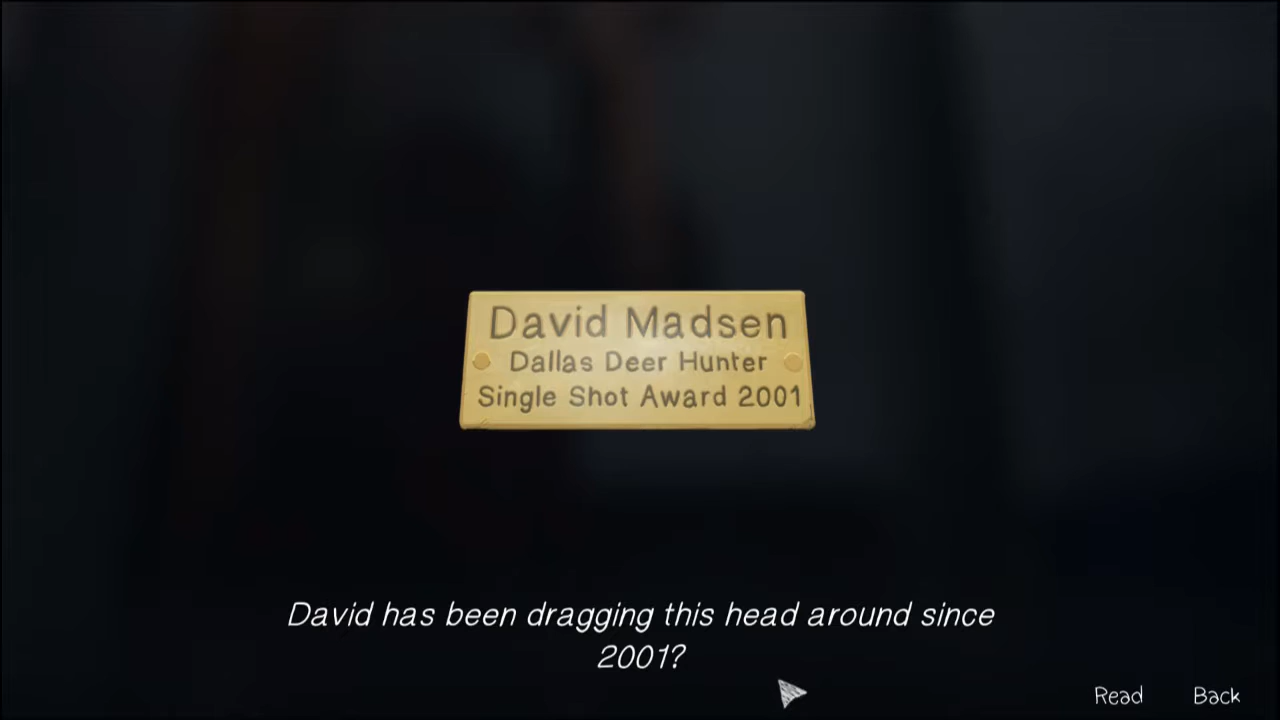 David Madsen
Dallas Deer Hunter
Single Shot Award 2001
David has been dragging this head around since
2001?
Read Back